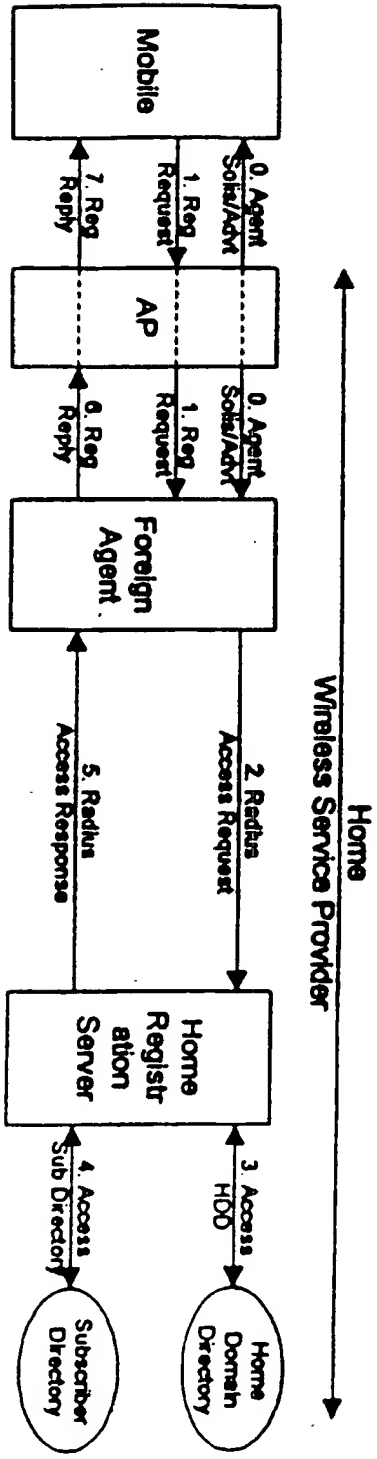 Home
Wireless Service Provider
Mobile
0. Agent
Solis/Advt
1. Reg
Request
7. Reg
Reply
AP
0. Agent
Solis/Advt
1. Reg
Request
6. Reg
Reply
Foreign
Agent
2. Radius
Access Request
5. Radius
Access Response
Home
Registr
ation
Server
3. Access
HDD
4. Access
Sub Directory
Home
Domain
Directory
Subscriber
Directory